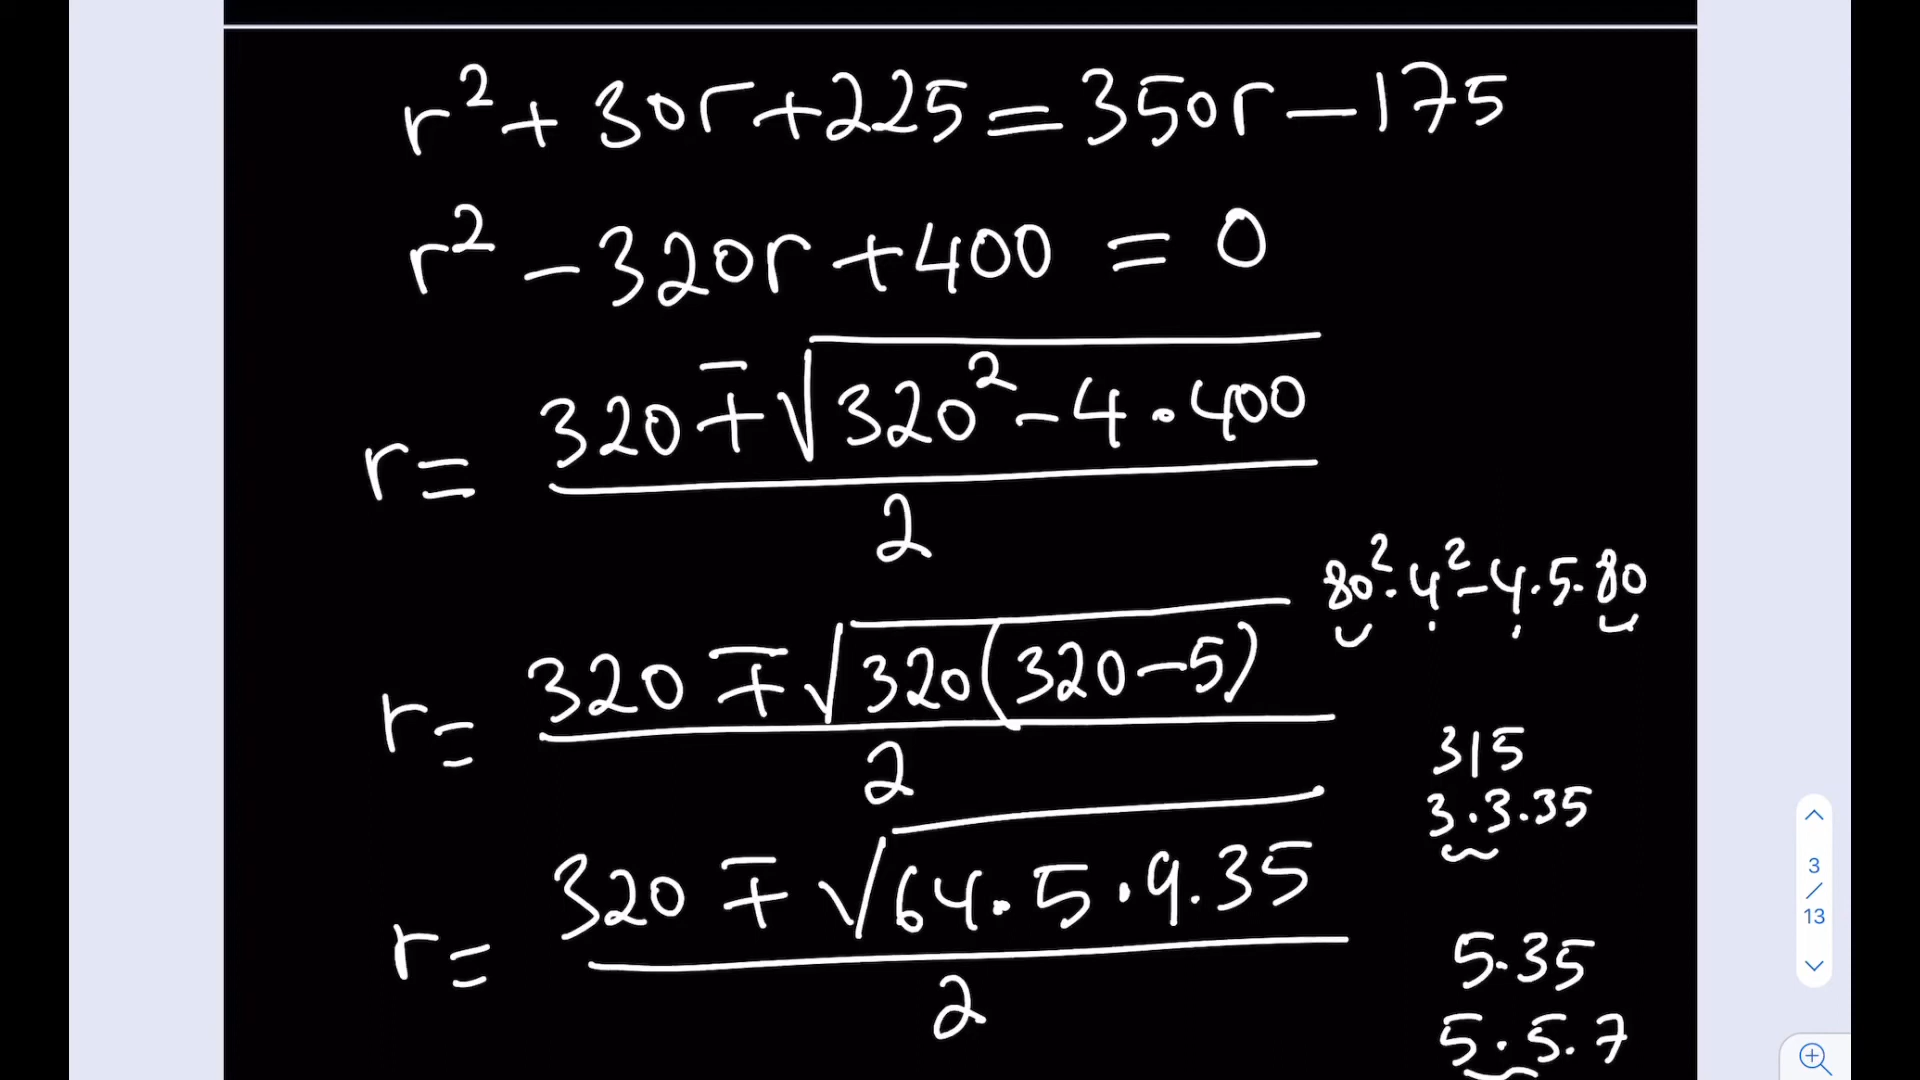 r² + 30r + 225 = 350r − 175
r² − 320r + 400 = 0
r = (320 ∓ √(320² − 4 · 400)) / 2
80² · 4² − 4 · 5 · 80
r = (320 ∓ √(320(320 − 5))) / 2
315
3 · 3 · 35
r = (320 ∓ √(64 · 5 · 9 · 35)) / 2
5 · 35
5 · 5 · 7
3
/
13